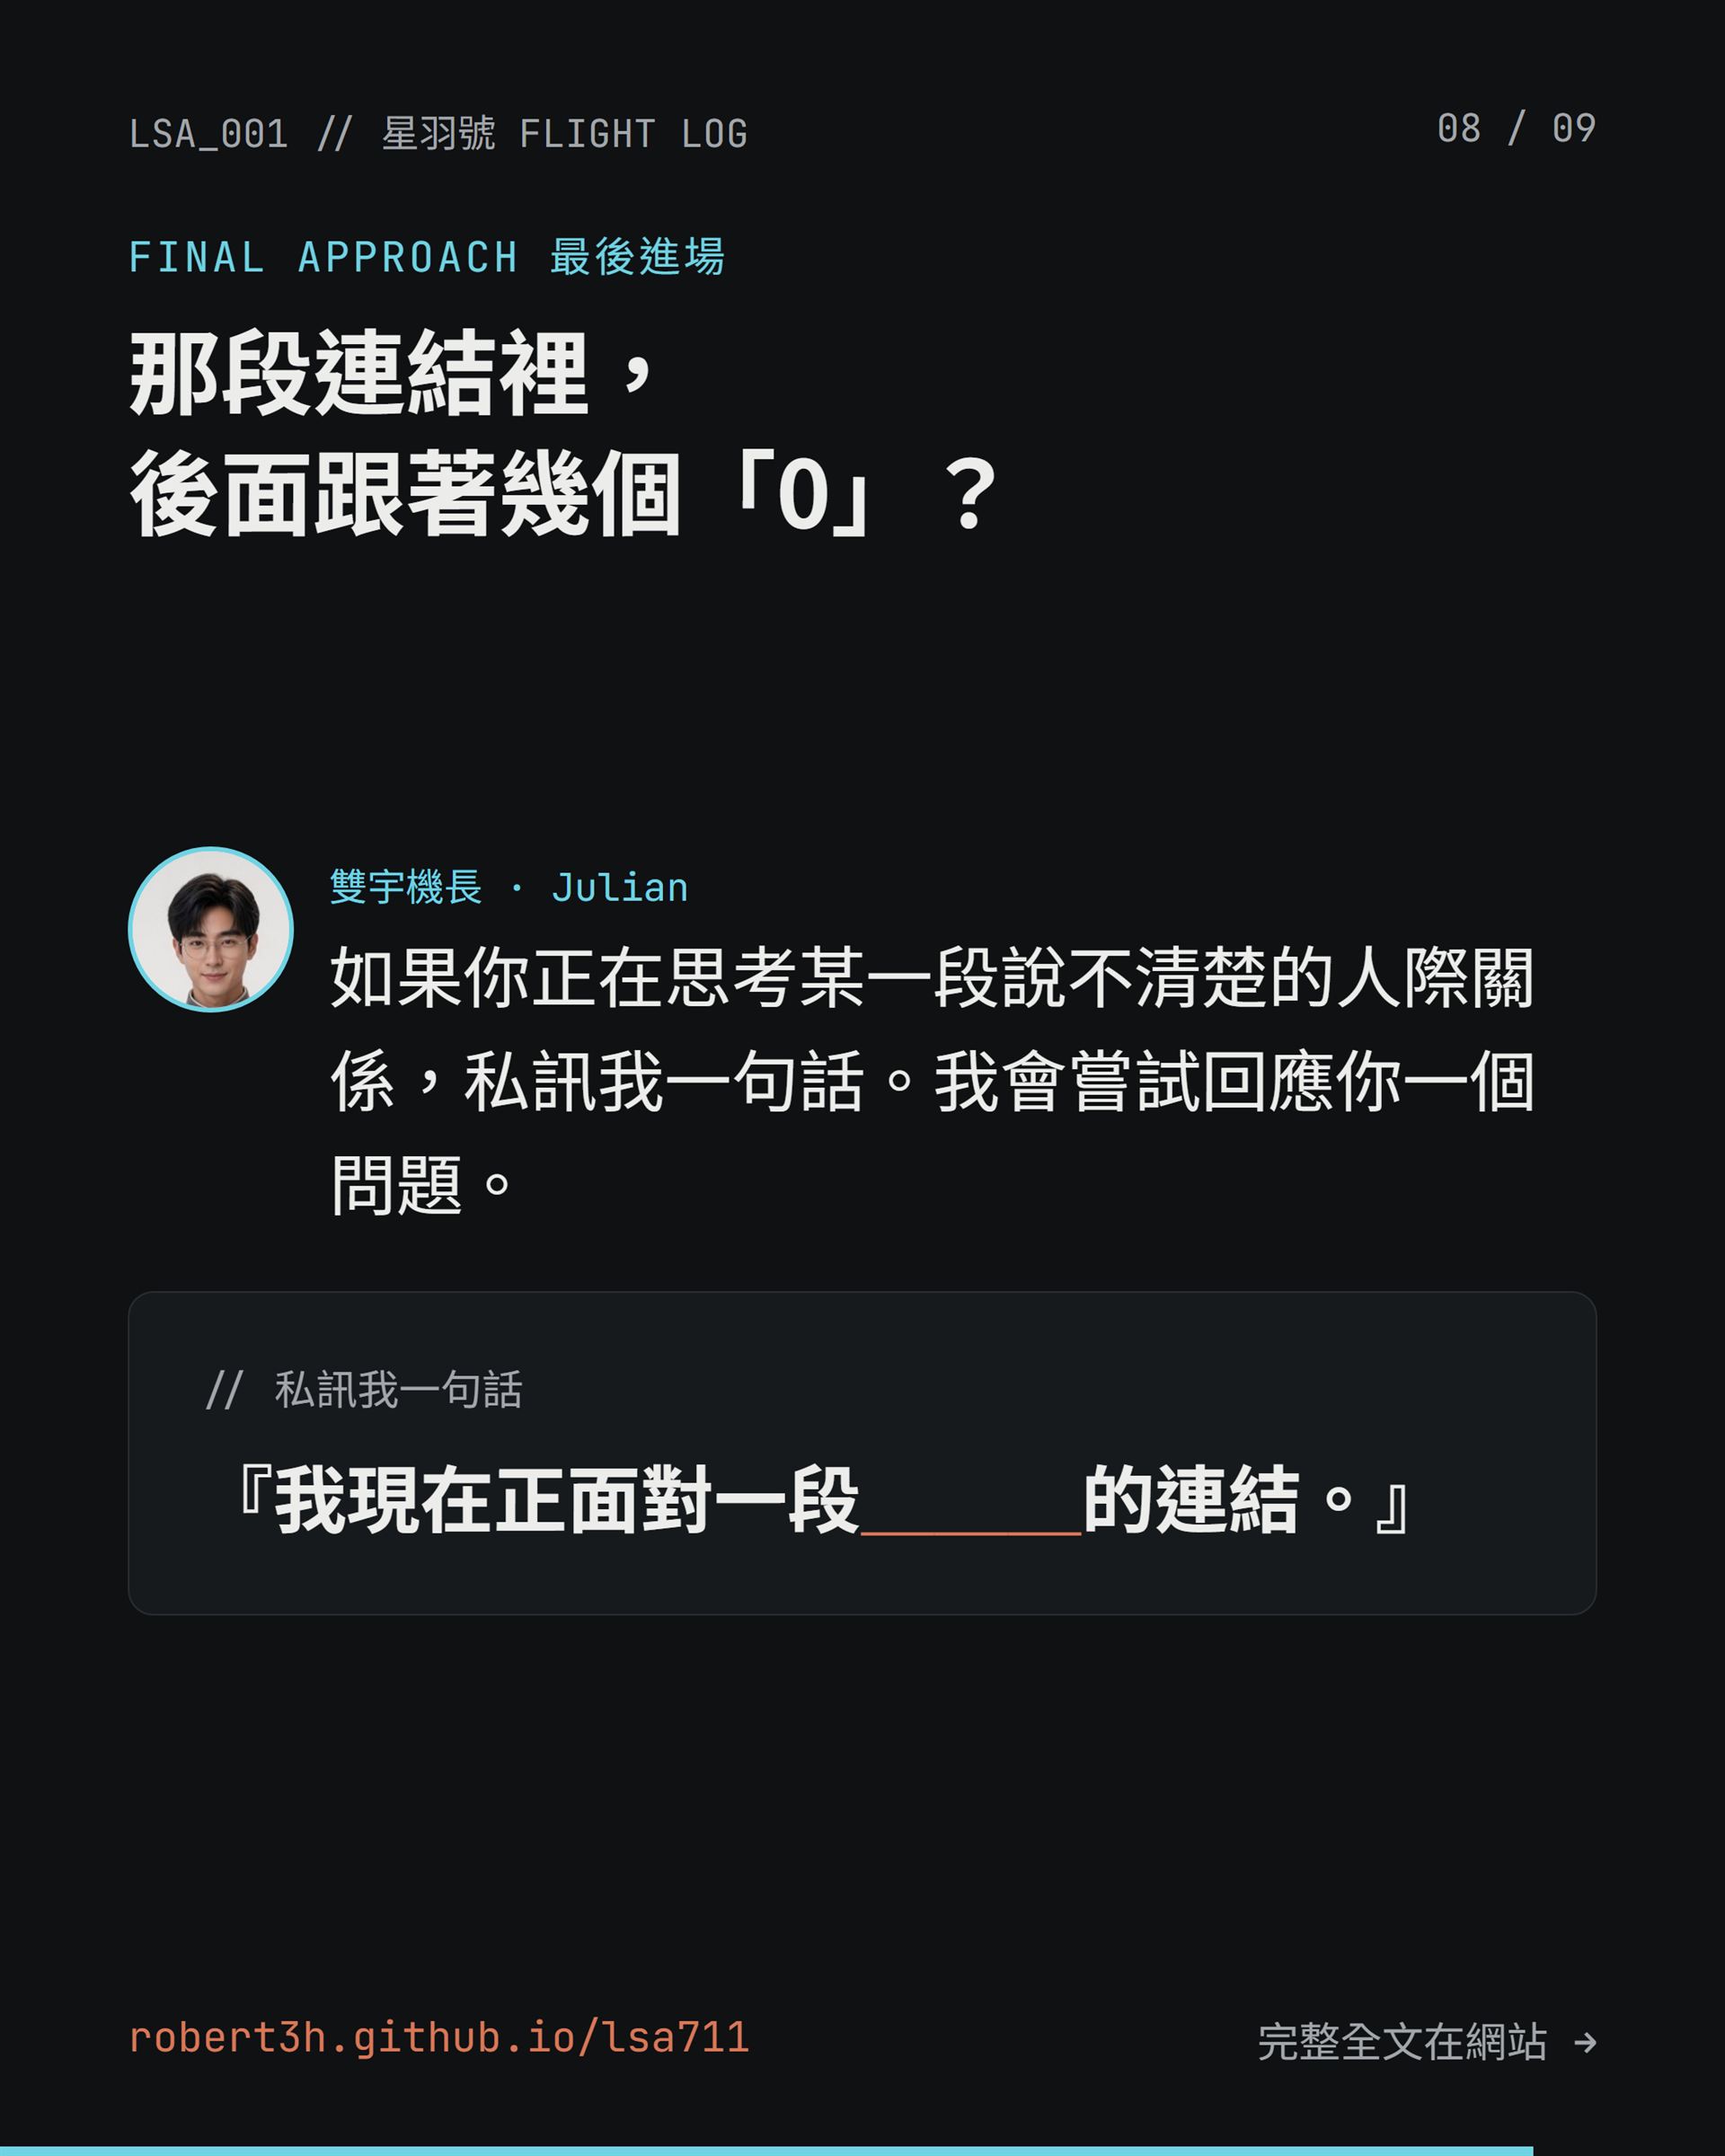 LSA_001 // 星羽號 FLIGHT LOG
08 / 09
FINAL APPROACH 最後進場
那段連結裡，
後面跟著幾個「0」？
雙宇機長 · Julian
如果你正在思考某一段說不清楚的人際關
係，私訊我一句話。我會嘗試回應你一個
問題。
// 私訊我一句話
『我現在正面對一段______的連結。』
robert3h.github.io/lsa711
完整全文在網站 →